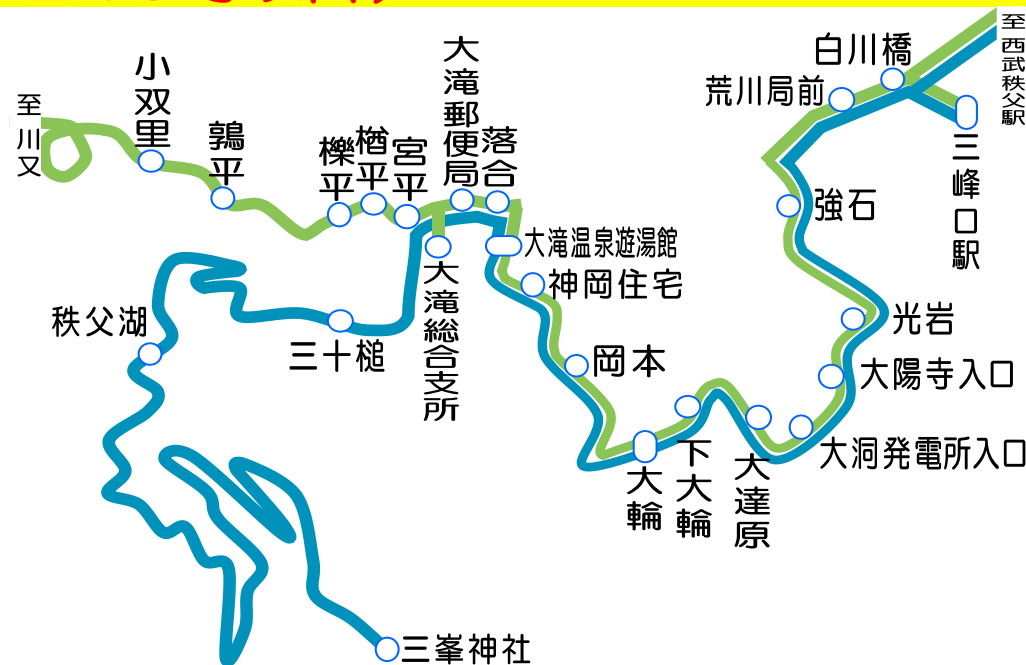 至西武秩父駅
白川橋
荒川局前
三峰口駅
強石
光岩
大陽寺入口
大洞発電所入口
大達原
下大輪
大輪
岡本
神岡住宅
大滝温泉遊湯館
落合
大滝郵便局
大滝総合支所
宮平
楢平
櫟平
鶉平
小双里
至川又
三十槌
秩父湖
三峯神社